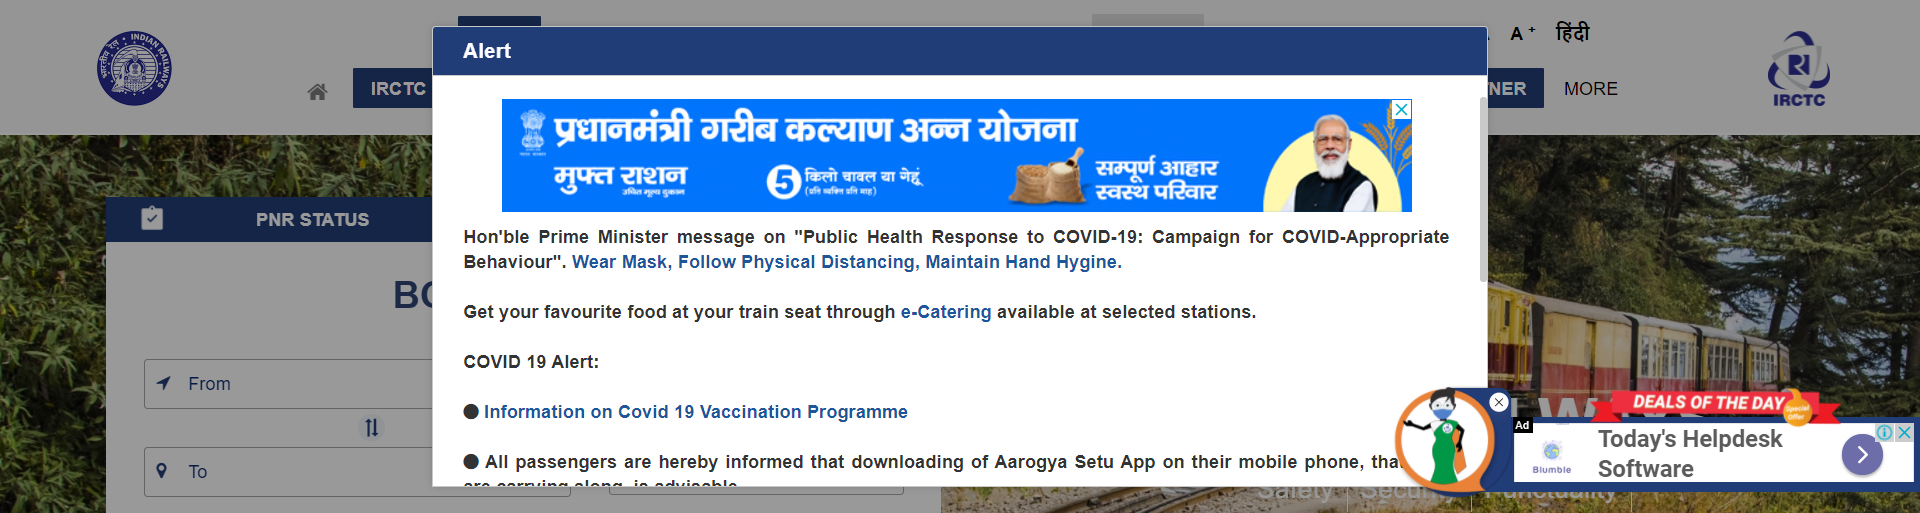 A +
हिंदी
INDIAN RAILWAYS
भारतीय रेल
IRCTC
NER
MORE
IRCTC
PNR STATUS
From
To
Alert
प्रधानमंत्री गरीब कल्याण अन्न योजना
मुफ्त राशन
उचित मूल्य दुकान
5 किलो चावल या गेहूं
(प्रति व्यक्ति प्रति माह)
सम्पूर्ण आहार
स्वस्थ परिवार
Hon'ble Prime Minister message on "Public Health Response to COVID-19: Campaign for COVID-Appropriate
Behaviour". Wear Mask, Follow Physical Distancing, Maintain Hand Hygine.
Get your favourite food at your train seat through e-Catering available at selected stations.
COVID 19 Alert:
Information on Covid 19 Vaccination Programme
All passengers are hereby informed that downloading of Aarogya Setu App on their mobile phone, tha
are carrying along, is advisable
DEALS OF THE DAY
Special
Offer
Ad
Today's Helpdesk
Software
Blumble
Safety
Security
Punctuality